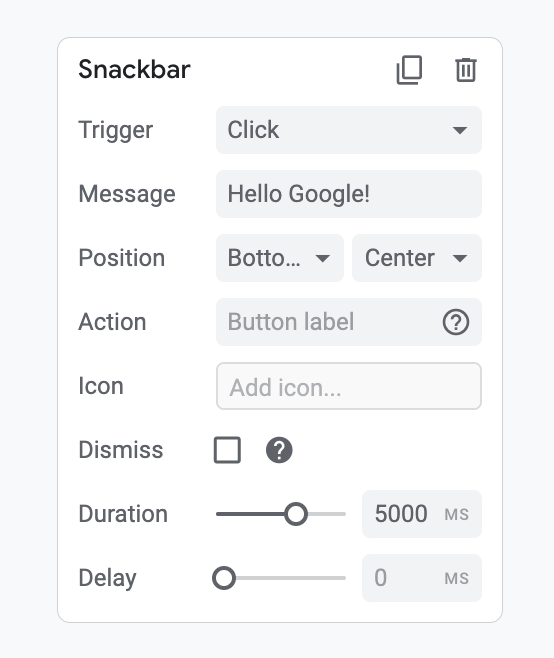 Snackbar
Trigger Click
Message Hello Google!
Position Botto... Center
Action Button label ?
Icon Add icon...
Dismiss ?
Duration 5000 MS
Delay 0 MS